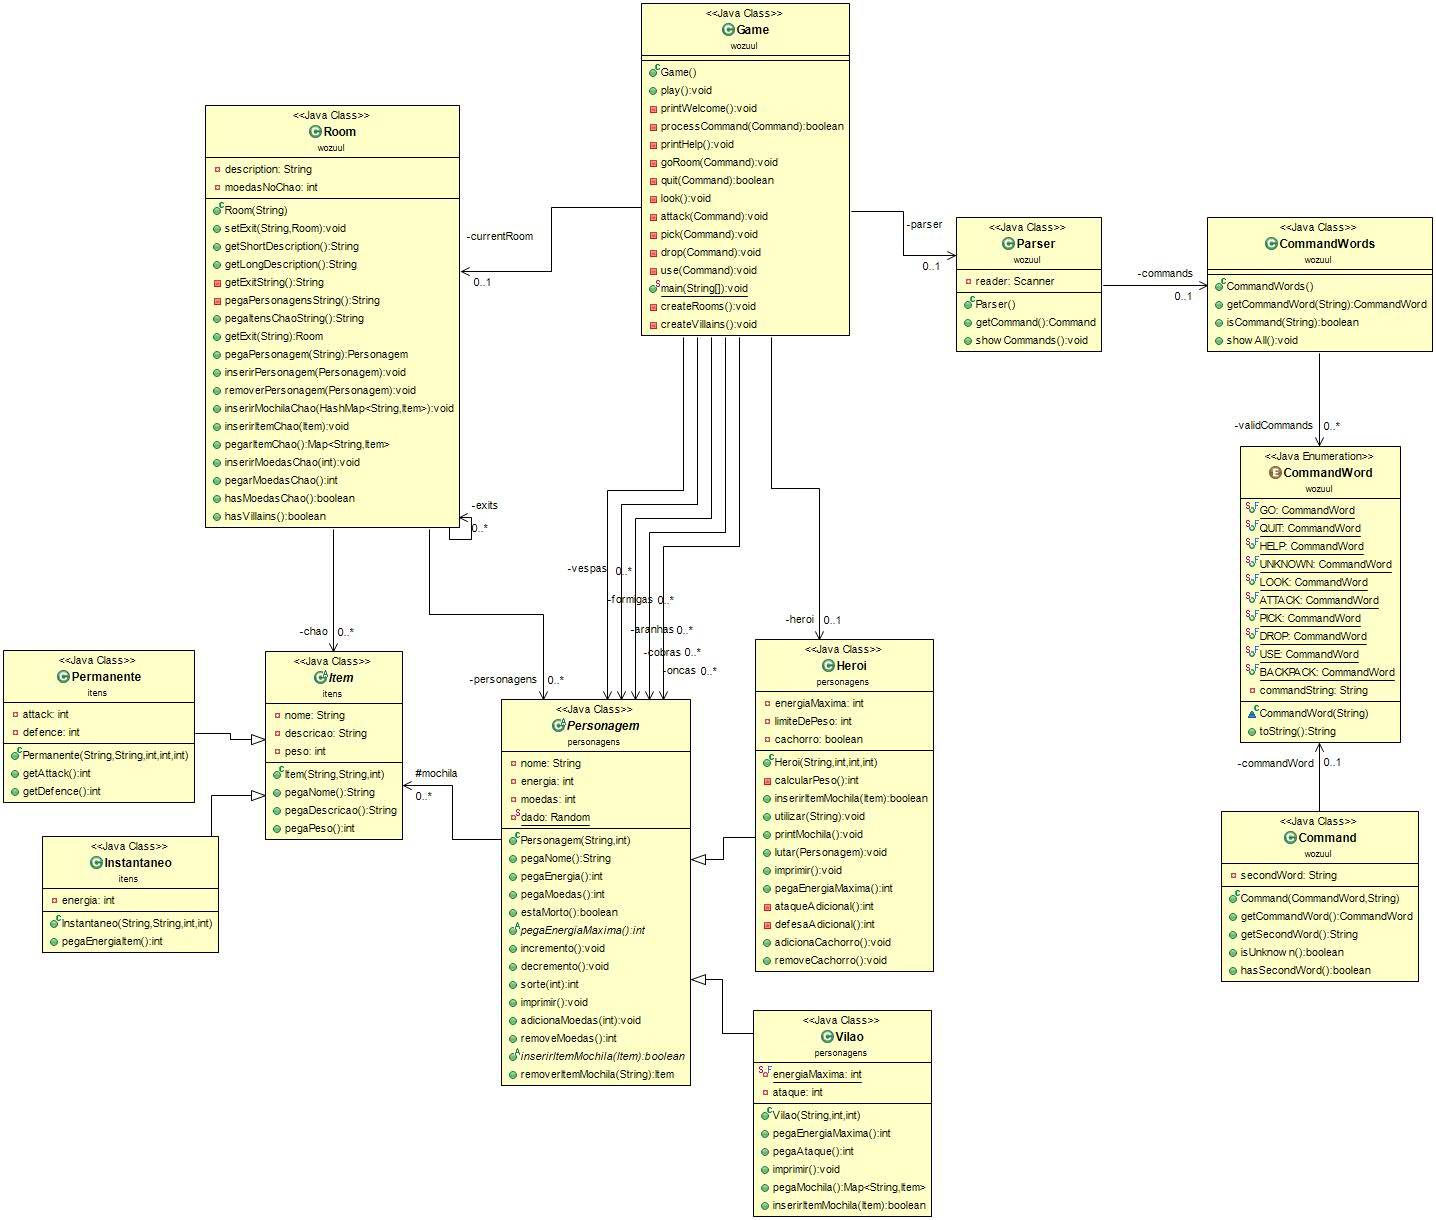 <<Java Class>>
Game
wozuul
Game()
play():void
printWelcome():void
processCommand(Command):boolean
printHelp():void
goRoom(Command):void
quit(Command):boolean
look():void
attack(Command):void
pick(Command):void
drop(Command):void
use(Command):void
main(String[]):void
createRooms():void
createVillains():void
<<Java Class>>
Room
wozuul
description: String
moedasNoChao: int
Room(String)
setExit(String,Room):void
getShortDescription():String
getLongDescription():String
getExitString():String
pegaPersonagensString():String
pegaItensChaoString():String
getExit(String):Room
pegaPersonagem(String):Personagem
inserirPersonagem(Personagem):void
removerPersonagem(Personagem):void
inserirMochilaChao(HashMap<String,Item>):void
inserirItemChao(Item):void
pegarItemChao():Map<String,Item>
inserirMoedasChao(int):void
pegarMoedasChao():int
hasMoedasChao():boolean
hasVillains():boolean
-currentRoom
0..1
-exits
0..*
-parser
0..1
<<Java Class>>
Parser
wozuul
reader: Scanner
Parser()
getCommand():Command
showCommands():void
-commands
0..1
<<Java Class>>
CommandWords
wozuul
CommandWords()
getCommandWord(String):CommandWord
isCommand(String):boolean
showAll():void
-validCommands
0..*
<<Java Enumeration>>
CommandWord
wozuul
GO: CommandWord
QUIT: CommandWord
HELP: CommandWord
UNKNOWN: CommandWord
LOOK: CommandWord
ATTACK: CommandWord
PICK: CommandWord
DROP: CommandWord
USE: CommandWord
BACKPACK: CommandWord
commandString: String
CommandWord(String)
toString():String
-commandWord
0..1
<<Java Class>>
Command
wozuul
secondWord: String
Command(CommandWord,String)
getCommandWord():CommandWord
getSecondWord():String
isUnknown():boolean
hasSecondWord():boolean
-vespas
0..*
-formigas 0..*
-aranhas 0..*
-cobras 0..*
-oncas 0..*
-heroi
0..1
-chao
0..*
-personagens
0..*
<<Java Class>>
Permanente
itens
attack: int
defence: int
Permanente(String,String,int,int,int)
getAttack():int
getDefence():int
<<Java Class>>
Item
itens
nome: String
descricao: String
peso: int
Item(String,String,int)
pegaNome():String
pegaDescricao():String
pegaPeso():int
#mochila
0..*
<<Java Class>>
Instantaneo
itens
energia: int
Instantaneo(String,String,int,int)
pegaEnergiaItem():int
<<Java Class>>
Personagem
personagens
nome: String
energia: int
moedas: int
dado: Random
Personagem(String,int)
pegaNome():String
pegaEnergia():int
pegaMoedas():int
estaMorto():boolean
pegaEnergiaMaxima():int
incremento():void
decremento():void
sorte(int):int
imprimir():void
adicionaMoedas(int):void
removeMoedas():int
inserirItemMochila(Item):boolean
removerItemMochila(String):Item
<<Java Class>>
Heroi
personagens
energiaMaxima: int
limiteDePeso: int
cachorro: boolean
Heroi(String,int,int,int)
calcularPeso():int
inserirItemMochila(Item):boolean
utilizar(String):void
printMochila():void
lutar(Personagem):void
imprimir():void
pegaEnergiaMaxima():int
ataqueAdicional():int
defesaAdicional():int
adicionaCachorro():void
removeCachorro():void
<<Java Class>>
Vilao
personagens
energiaMaxima: int
ataque: int
Vilao(String,int,int)
pegaEnergiaMaxima():int
pegaAtaque():int
imprimir():void
pegaMochila():Map<String,Item>
inserirItemMochila(Item):boolean